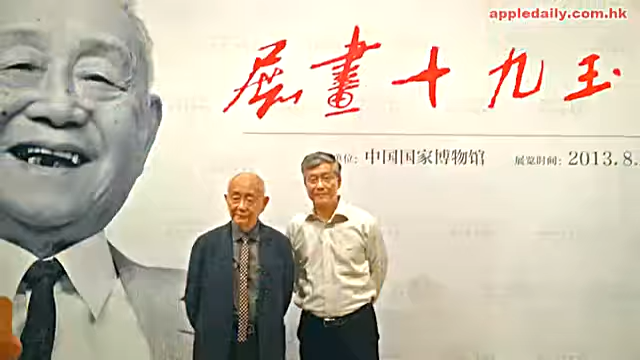 appledaily.com.hk
玉九十畫展
位：中国国家博物馆 展览时间：2013.8.